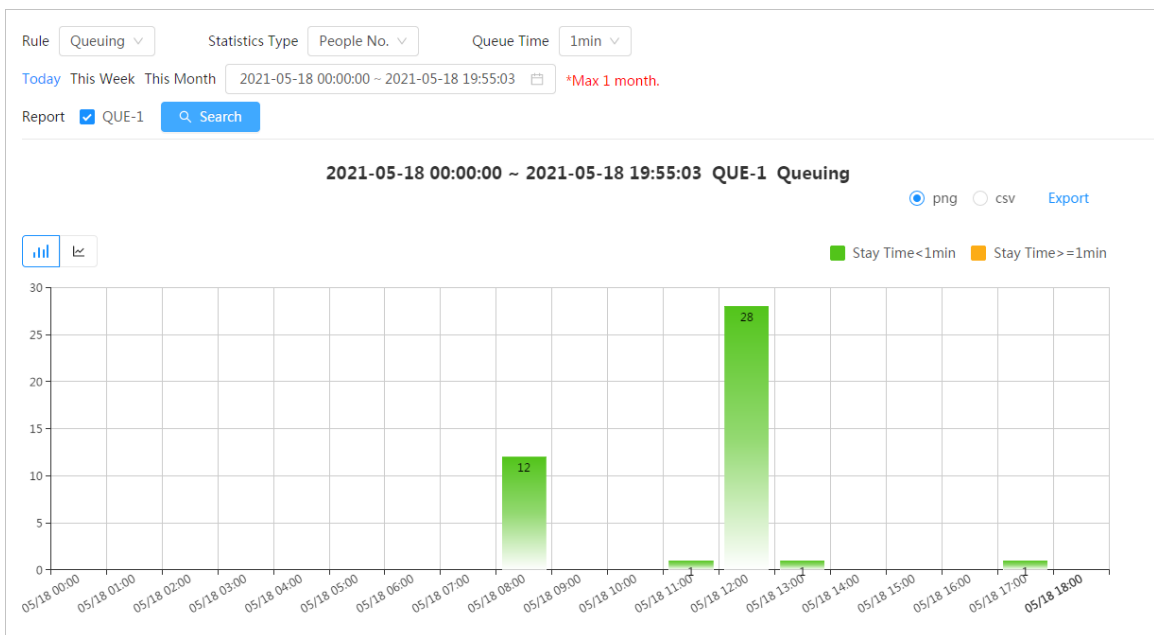 Rule Queuing Statistics Type People No. Queue Time 1min
Today This Week This Month 2021-05-18 00:00:00 ~ 2021-05-18 19:55:03 *Max 1 month.
Report QUE-1 Search
2021-05-18 00:00:00 ~ 2021-05-18 19:55:03 QUE-1 Queuing
png csv Export
Stay Time<1min Stay Time>=1min
30
28
25
20
15
12
10
5
0
1 1 1
05/18 00:00 05/18 01:00 05/18 02:00 05/18 03:00 05/18 04:00 05/18 05:00 05/18 06:00 05/18 07:00 05/18 08:00 05/18 09:00 05/18 10:00 05/18 11:00 05/18 12:00 05/18 13:00 05/18 14:00 05/18 15:00 05/18 16:00 05/18 17:00 05/18 18:00